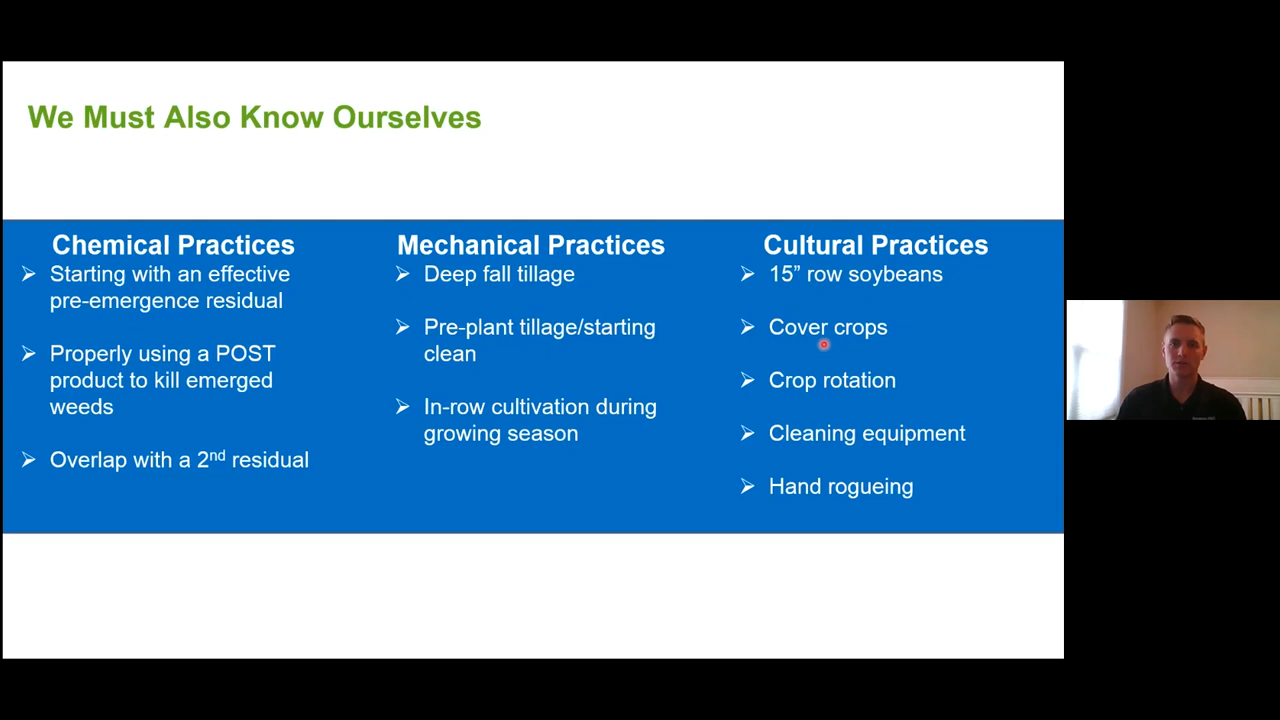 We Must Also Know Ourselves
Chemical Practices
➢ Starting with an effective
pre-emergence residual
➢ Properly using a POST
product to kill emerged
weeds
➢ Overlap with a 2nd residual
Mechanical Practices
➢ Deep fall tillage
➢ Pre-plant tillage/starting
clean
➢ In-row cultivation during
growing season
Cultural Practices
➢ 15” row soybeans
➢ Cover crops
➢ Crop rotation
➢ Cleaning equipment
➢ Hand rogueing